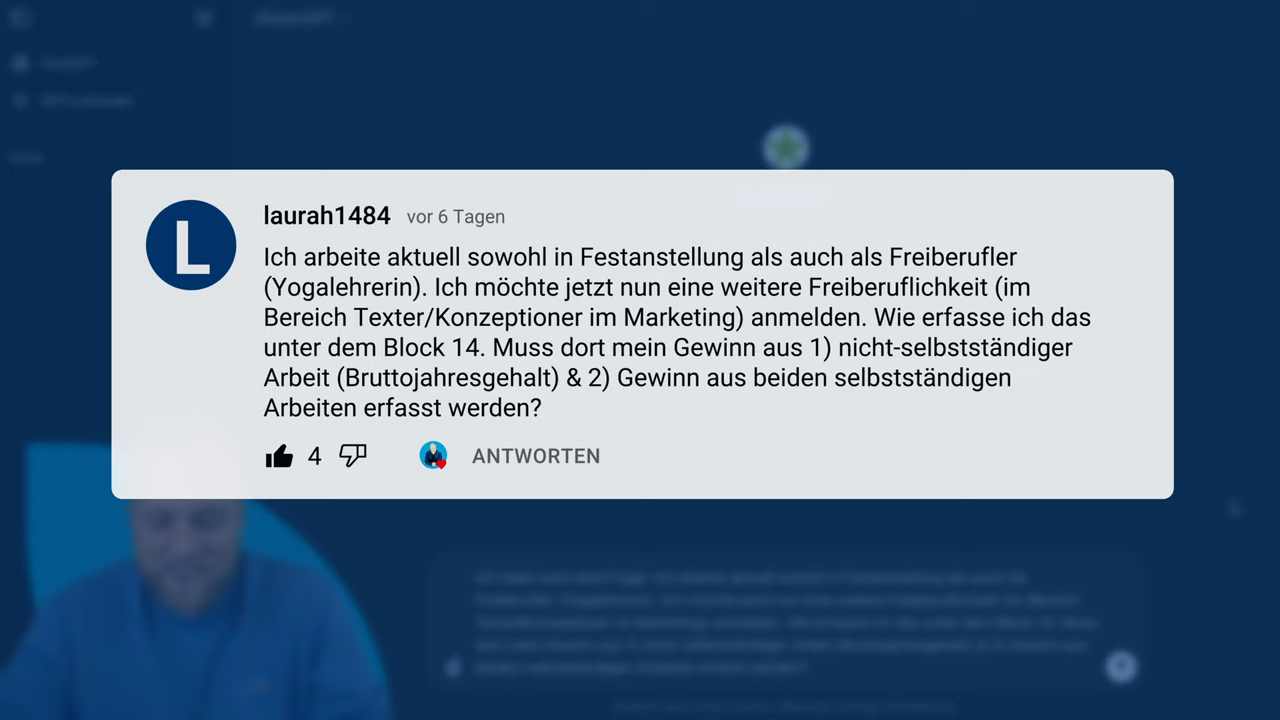 L
laurah1484 vor 6 Tagen
Ich arbeite aktuell sowohl in Festanstellung als auch als Freiberufler
(Yogalehrerin). Ich möchte jetzt nun eine weitere Freiberuflichkeit (im
Bereich Texter/Konzeptioner im Marketing) anmelden. Wie erfasse ich das
unter dem Block 14. Muss dort mein Gewinn aus 1) nicht-selbstständiger
Arbeit (Bruttojahresgehalt) & 2) Gewinn aus beiden selbstständigen
Arbeiten erfasst werden?
4 ANTWORTEN